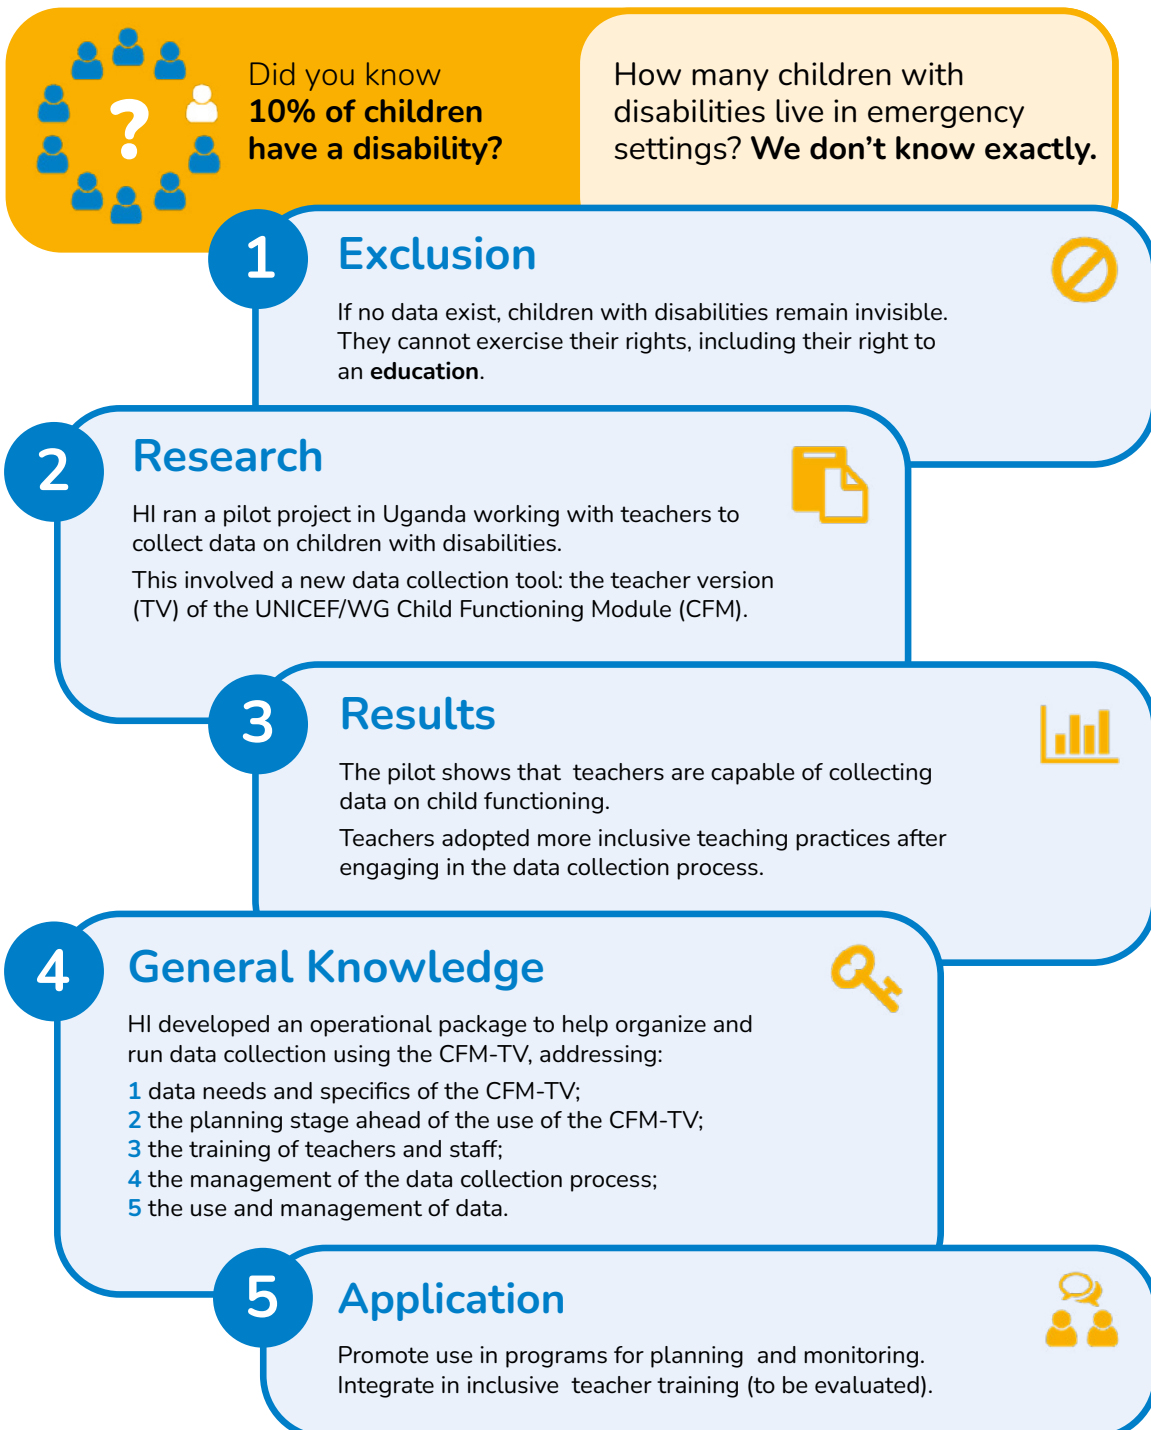 ?
Did you know
10% of children
have a disability?
How many children with
disabilities live in emergency
settings? We don't know exactly.
1
Exclusion
If no data exist, children with disabilities remain invisible.
They cannot exercise their rights, including their right to
an education.
2
Research
HI ran a pilot project in Uganda working with teachers to
collect data on children with disabilities.
This involved a new data collection tool: the teacher version
(TV) of the UNICEF/WG Child Functioning Module (CFM).
3
Results
The pilot shows that teachers are capable of collecting
data on child functioning.
Teachers adopted more inclusive teaching practices after
engaging in the data collection process.
4
General Knowledge
HI developed an operational package to help organize and
run data collection using the CFM-TV, addressing:
1 data needs and specifics of the CFM-TV;
2 the planning stage ahead of the use of the CFM-TV;
3 the training of teachers and staff;
4 the management of the data collection process;
5 the use and management of data.
5
Application
Promote use in programs for planning and monitoring.
Integrate in inclusive teacher training (to be evaluated).